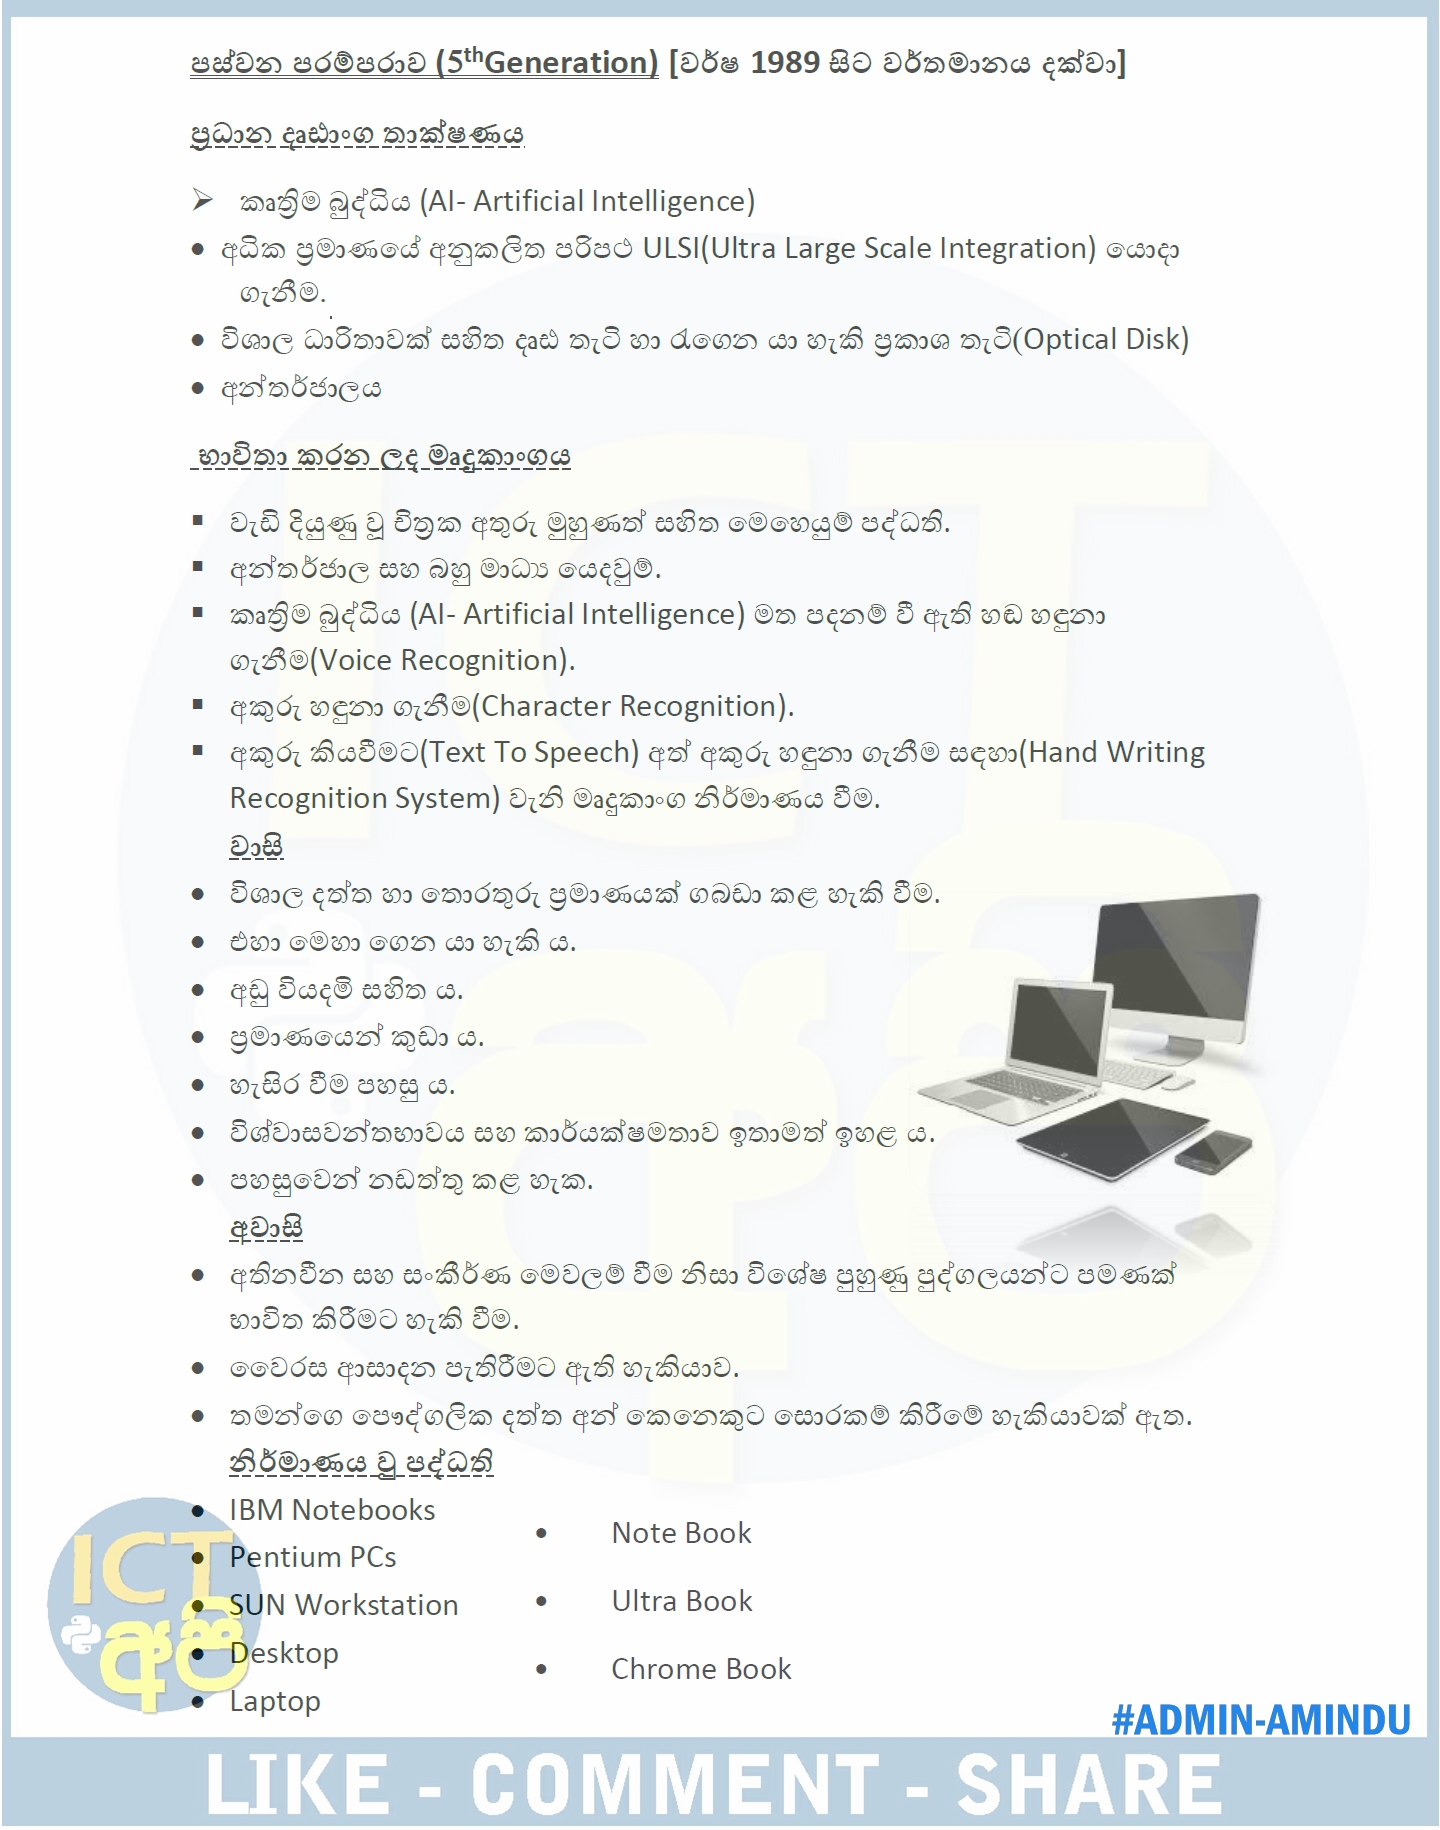 පස්වන පරම්පරාව (5thGeneration) [වර්ෂ 1989 සිට වර්තමානය දක්වා]
ප්‍රධාන දෘඪාංග තාක්ෂණය
➢ කෘත්‍රිම බුද්ධිය (AI- Artificial Intelligence)
• අධික ප්‍රමාණයේ අනුකලිත පරිපථ ULSI(Ultra Large Scale Integration) යොදා
ගැනීම.
• විශාල ධාරිතාවක් සහිත දෘඪ තැටි හා රැගෙන යා හැකි ප්‍රකාශ තැටි(Optical Disk)
• අන්තර්ජාලය
භාවිතා කරන ලද මෘදුකාංගය
▪ වැඩි දියුණු වූ චිත්‍රක අතුරු මුහුණත් සහිත මෙහෙයුම් පද්ධති.
▪ අන්තර්ජාල සහ බහු මාධ්‍ය යෙදවුම්.
▪ කෘත්‍රිම බුද්ධිය (AI- Artificial Intelligence) මත පදනම් වී ඇති හඬ හඳුනා
ගැනීම(Voice Recognition).
▪ අකුරු හඳුනා ගැනීම(Character Recognition).
▪ අකුරු කියවීමට(Text To Speech) අත් අකුරු හඳුනා ගැනීම සඳහා(Hand Writing
Recognition System) වැනි මෘදුකාංග නිර්මාණය වීම.
වාසි
• විශාල දත්ත හා තොරතුරු ප්‍රමාණයක් ගබඩා කළ හැකි වීම.
• එහා මෙහා ගෙන යා හැකි ය.
• අඩු වියදම් සහිත ය.
• ප්‍රමාණයෙන් කුඩා ය.
• හැසිර වීම පහසු ය.
• විශ්වාසවන්තභාවය සහ කාර්යක්ෂමතාව ඉතාමත් ඉහළ ය.
• පහසුවෙන් නඩත්තු කළ හැක.
අවාසි
• අතිනවීන සහ සංකීර්ණ මෙවලම් වීම නිසා විශේෂ පුහුණු පුද්ගලයන්ට පමණක්
භාවිත කිරීමට හැකි වීම.
• වෛරස ආසාදන පැතිරීමට ඇති හැකියාව.
• තමන්ගෙ පෞද්ගලික දත්ත අන් කෙනෙකුට සොරකම් කිරීමේ හැකියාවක් ඇත.
නිර්මාණය වු පද්ධති
• IBM Notebooks
• Pentium PCs
• SUN Workstation
• Desktop
• Laptop
• Note Book
• Ultra Book
• Chrome Book
ICT
අපි
#ADMIN-AMINDU
LIKE - COMMENT - SHARE